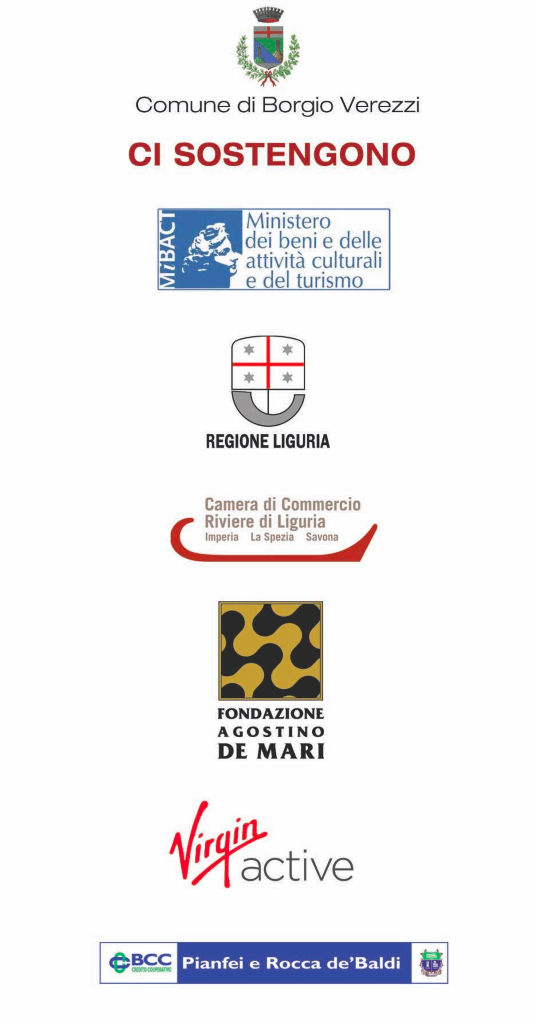 Comune di Borgio Verezzi
CI SOSTENGONO
MiBACT
Ministero
dei beni e delle
attività culturali
e del turismo
REGIONE LIGURIA
Camera di Commercio
Riviere di Liguria
Imperia La Spezia Savona
FONDAZIONE
AGOSTINO
DE MARI
Virgin
active
BCC
CREDITO COOPERATIVO
Pianfei e Rocca de'Baldi